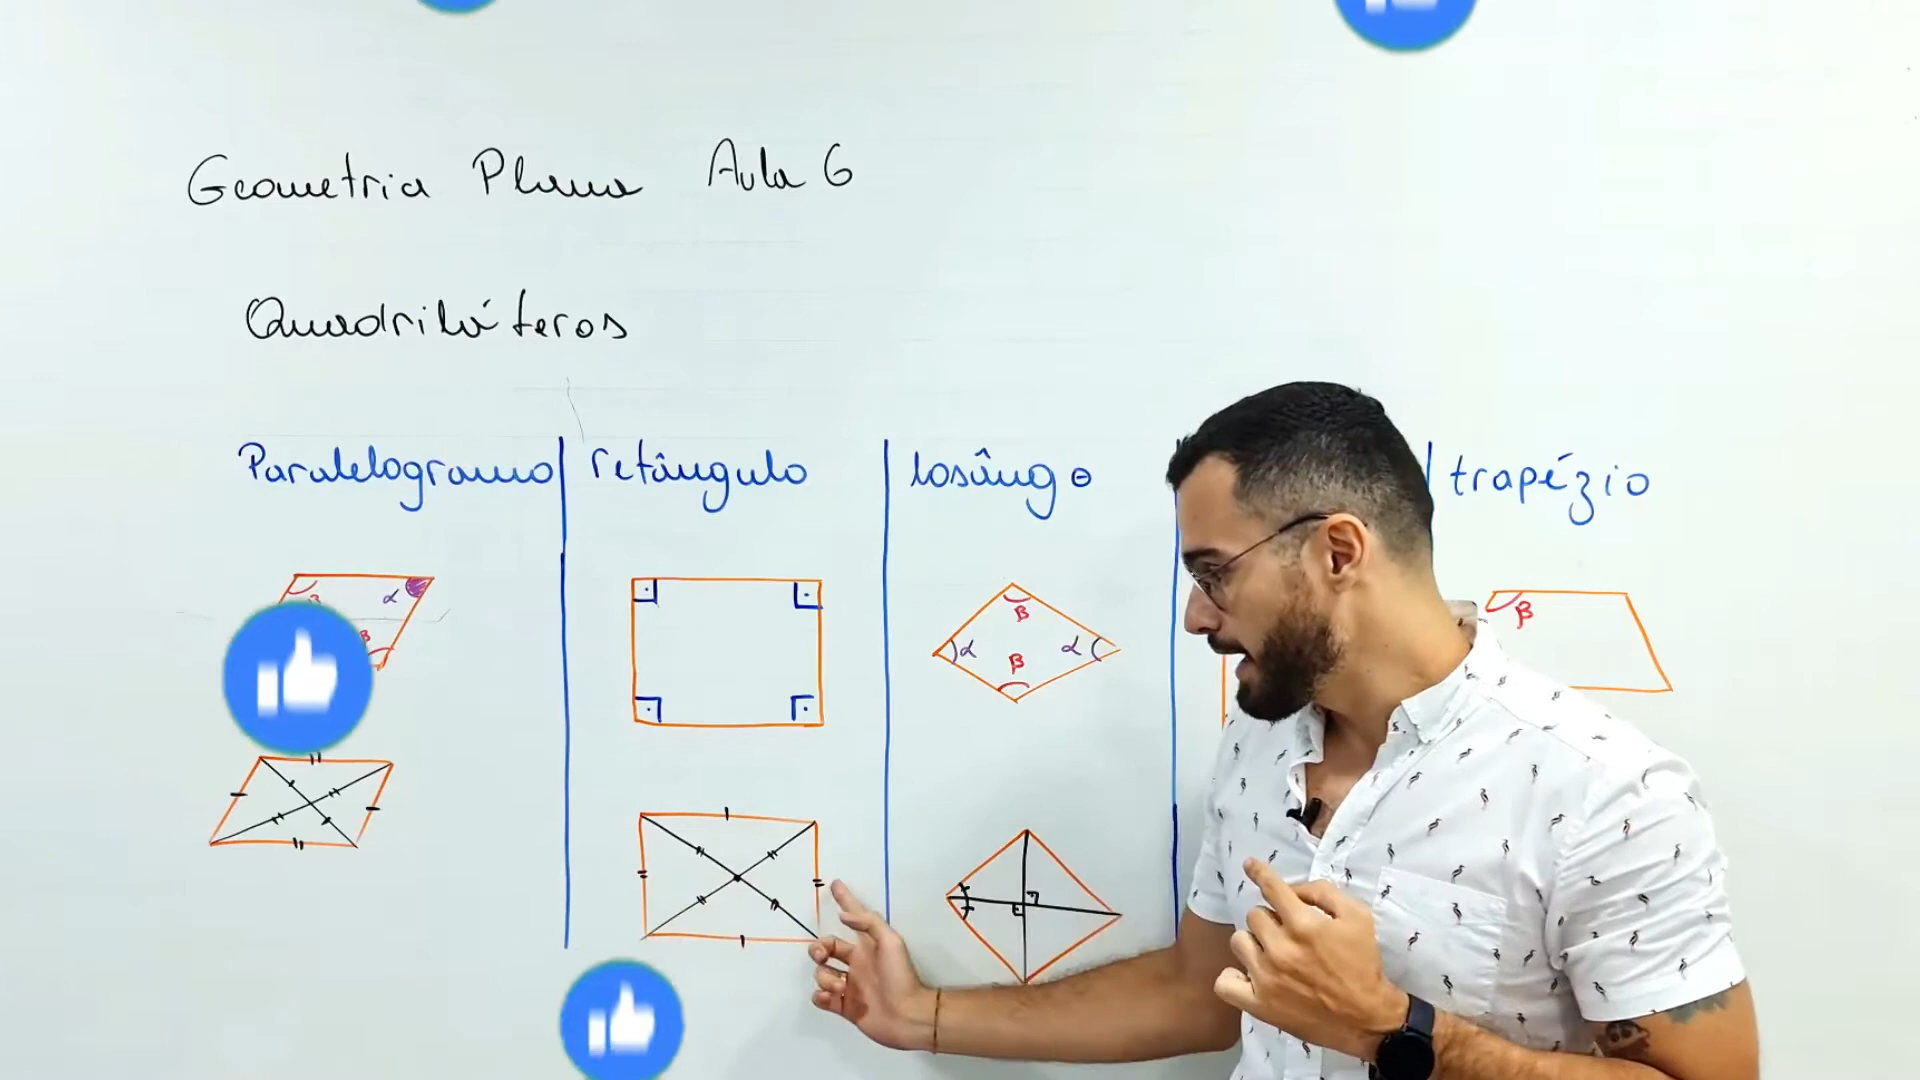 Geometria Plana Aula 6
Quadriláteros
Paralelogramo retângulo losângo trapézio
α
β
β
α α
β
β